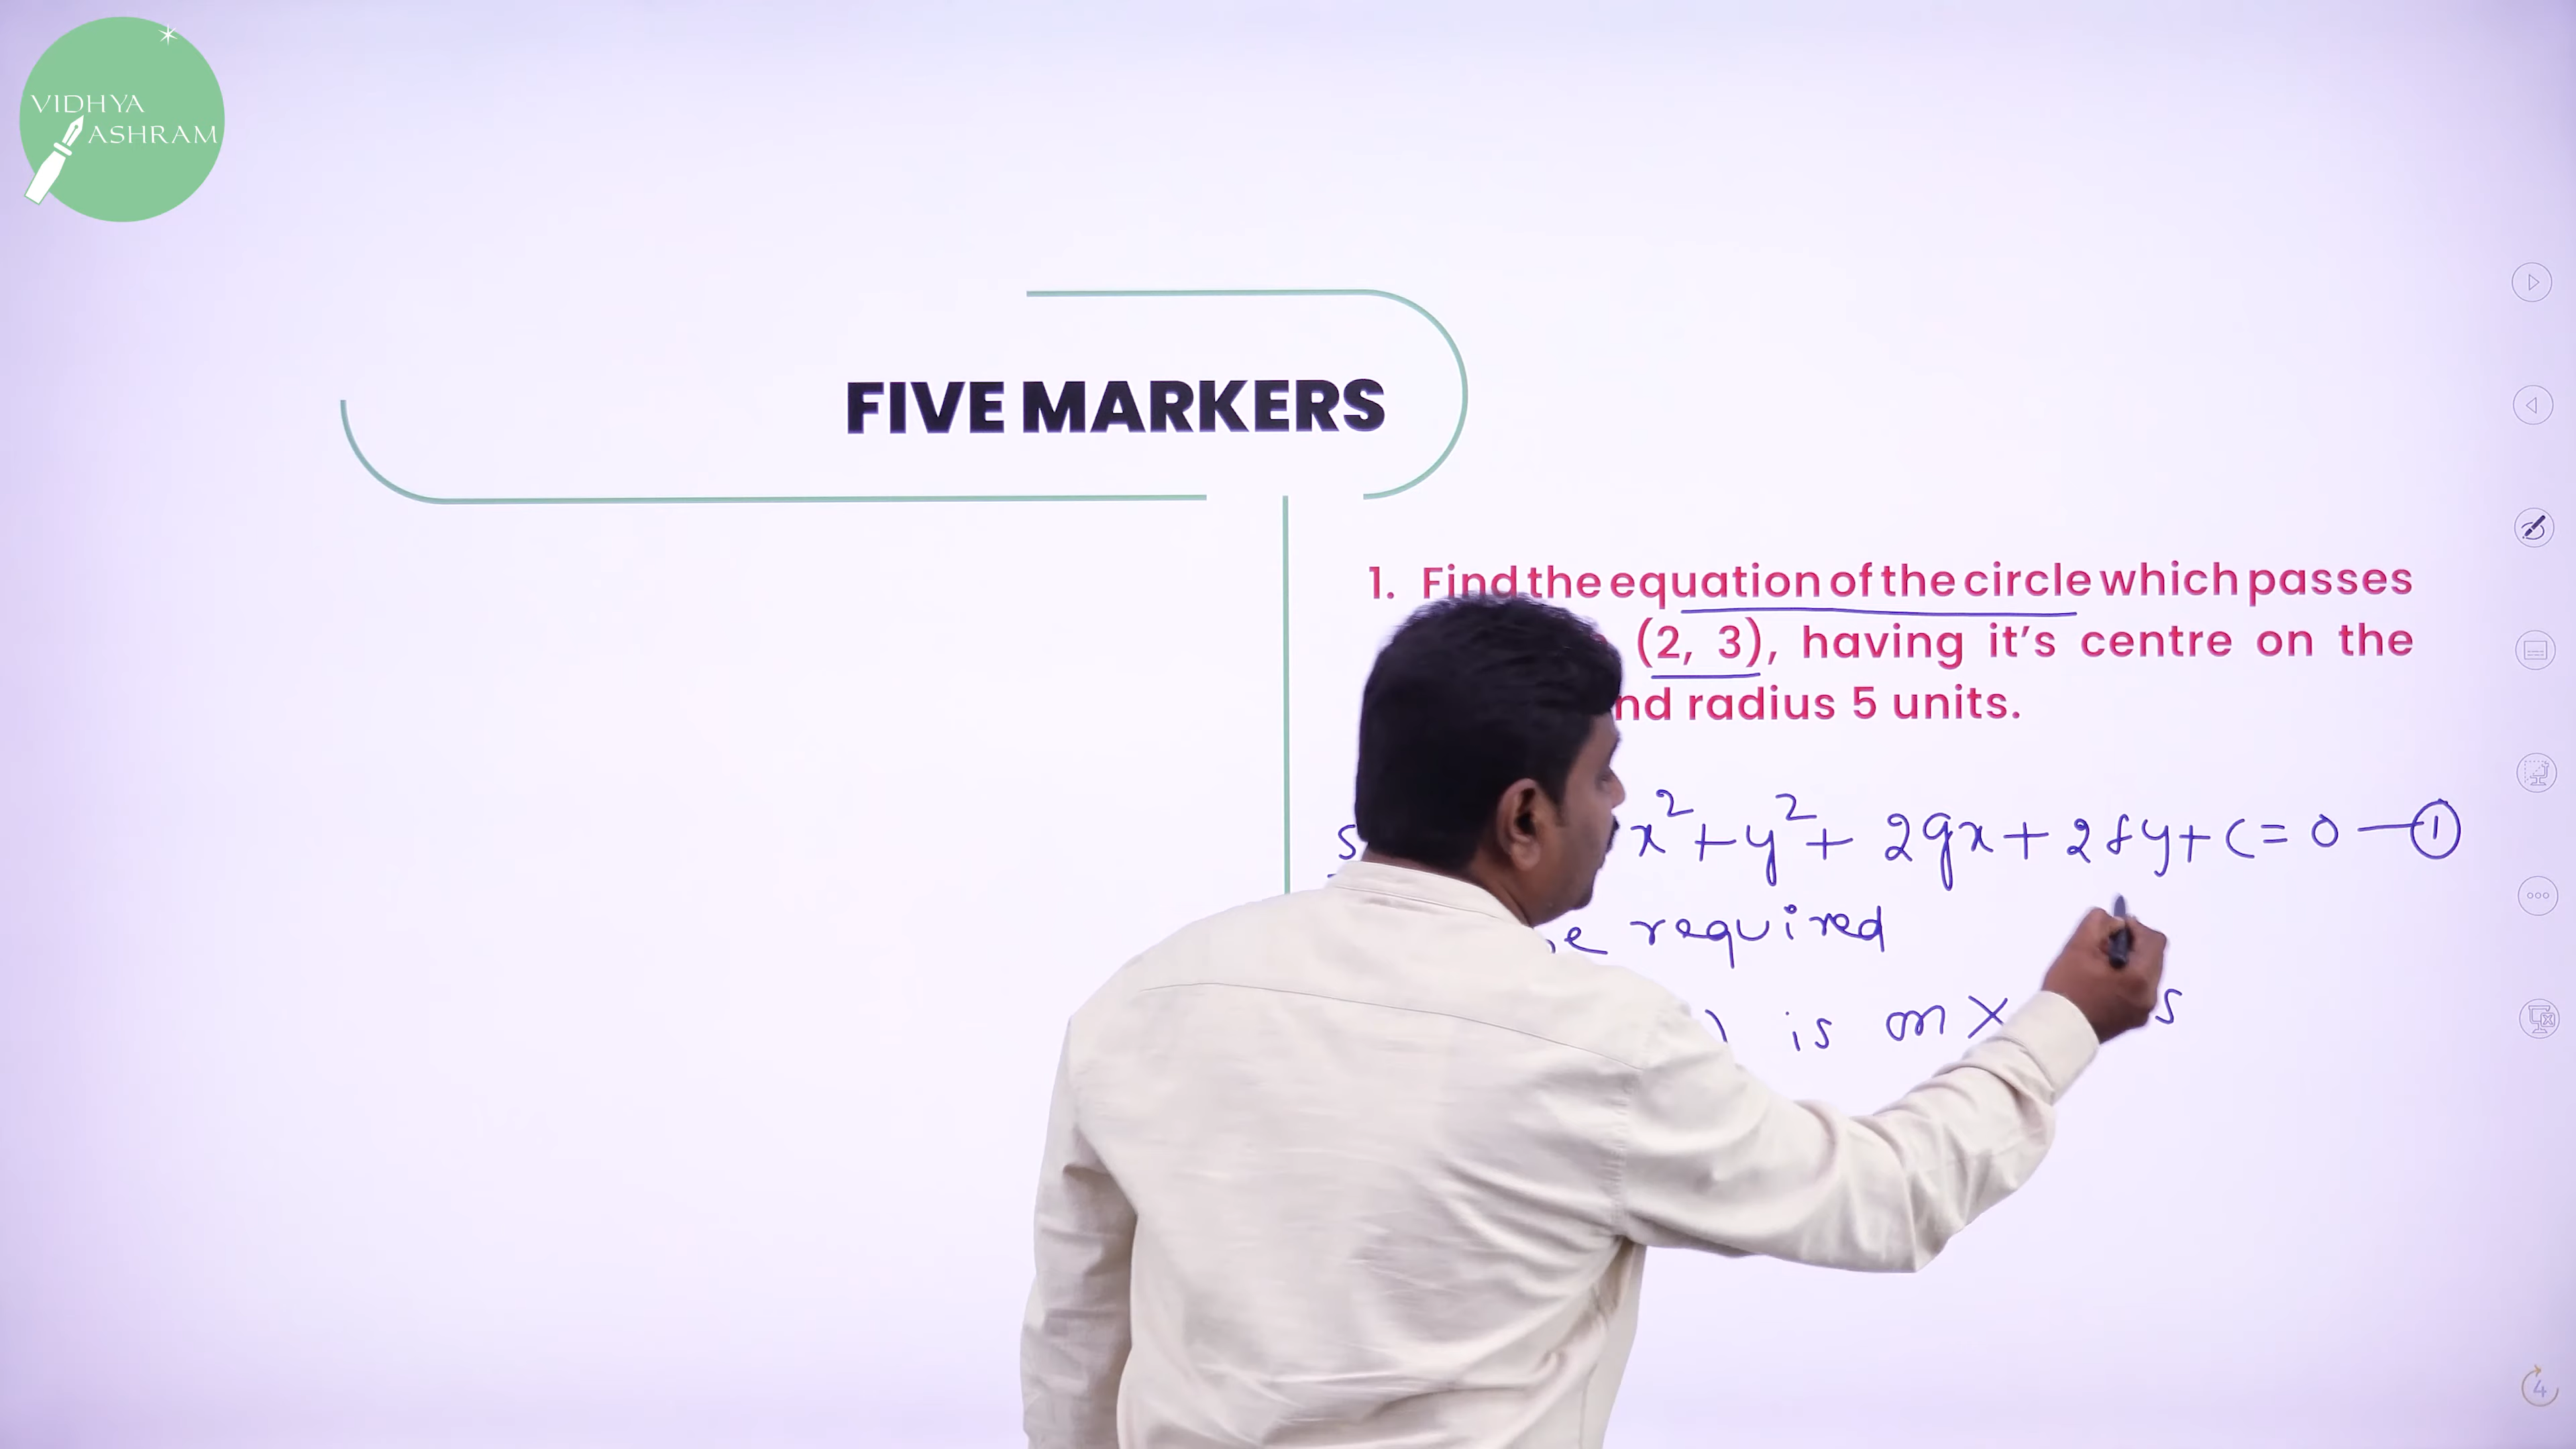 VIDHYA
ASHRAM
FIVE MARKERS
1. Find the equation of the circle which passes
(2, 3), having it's centre on the
radius 5 units.
x²+y²+ 2gx+2fy+c=0 —①
required
is on X
4